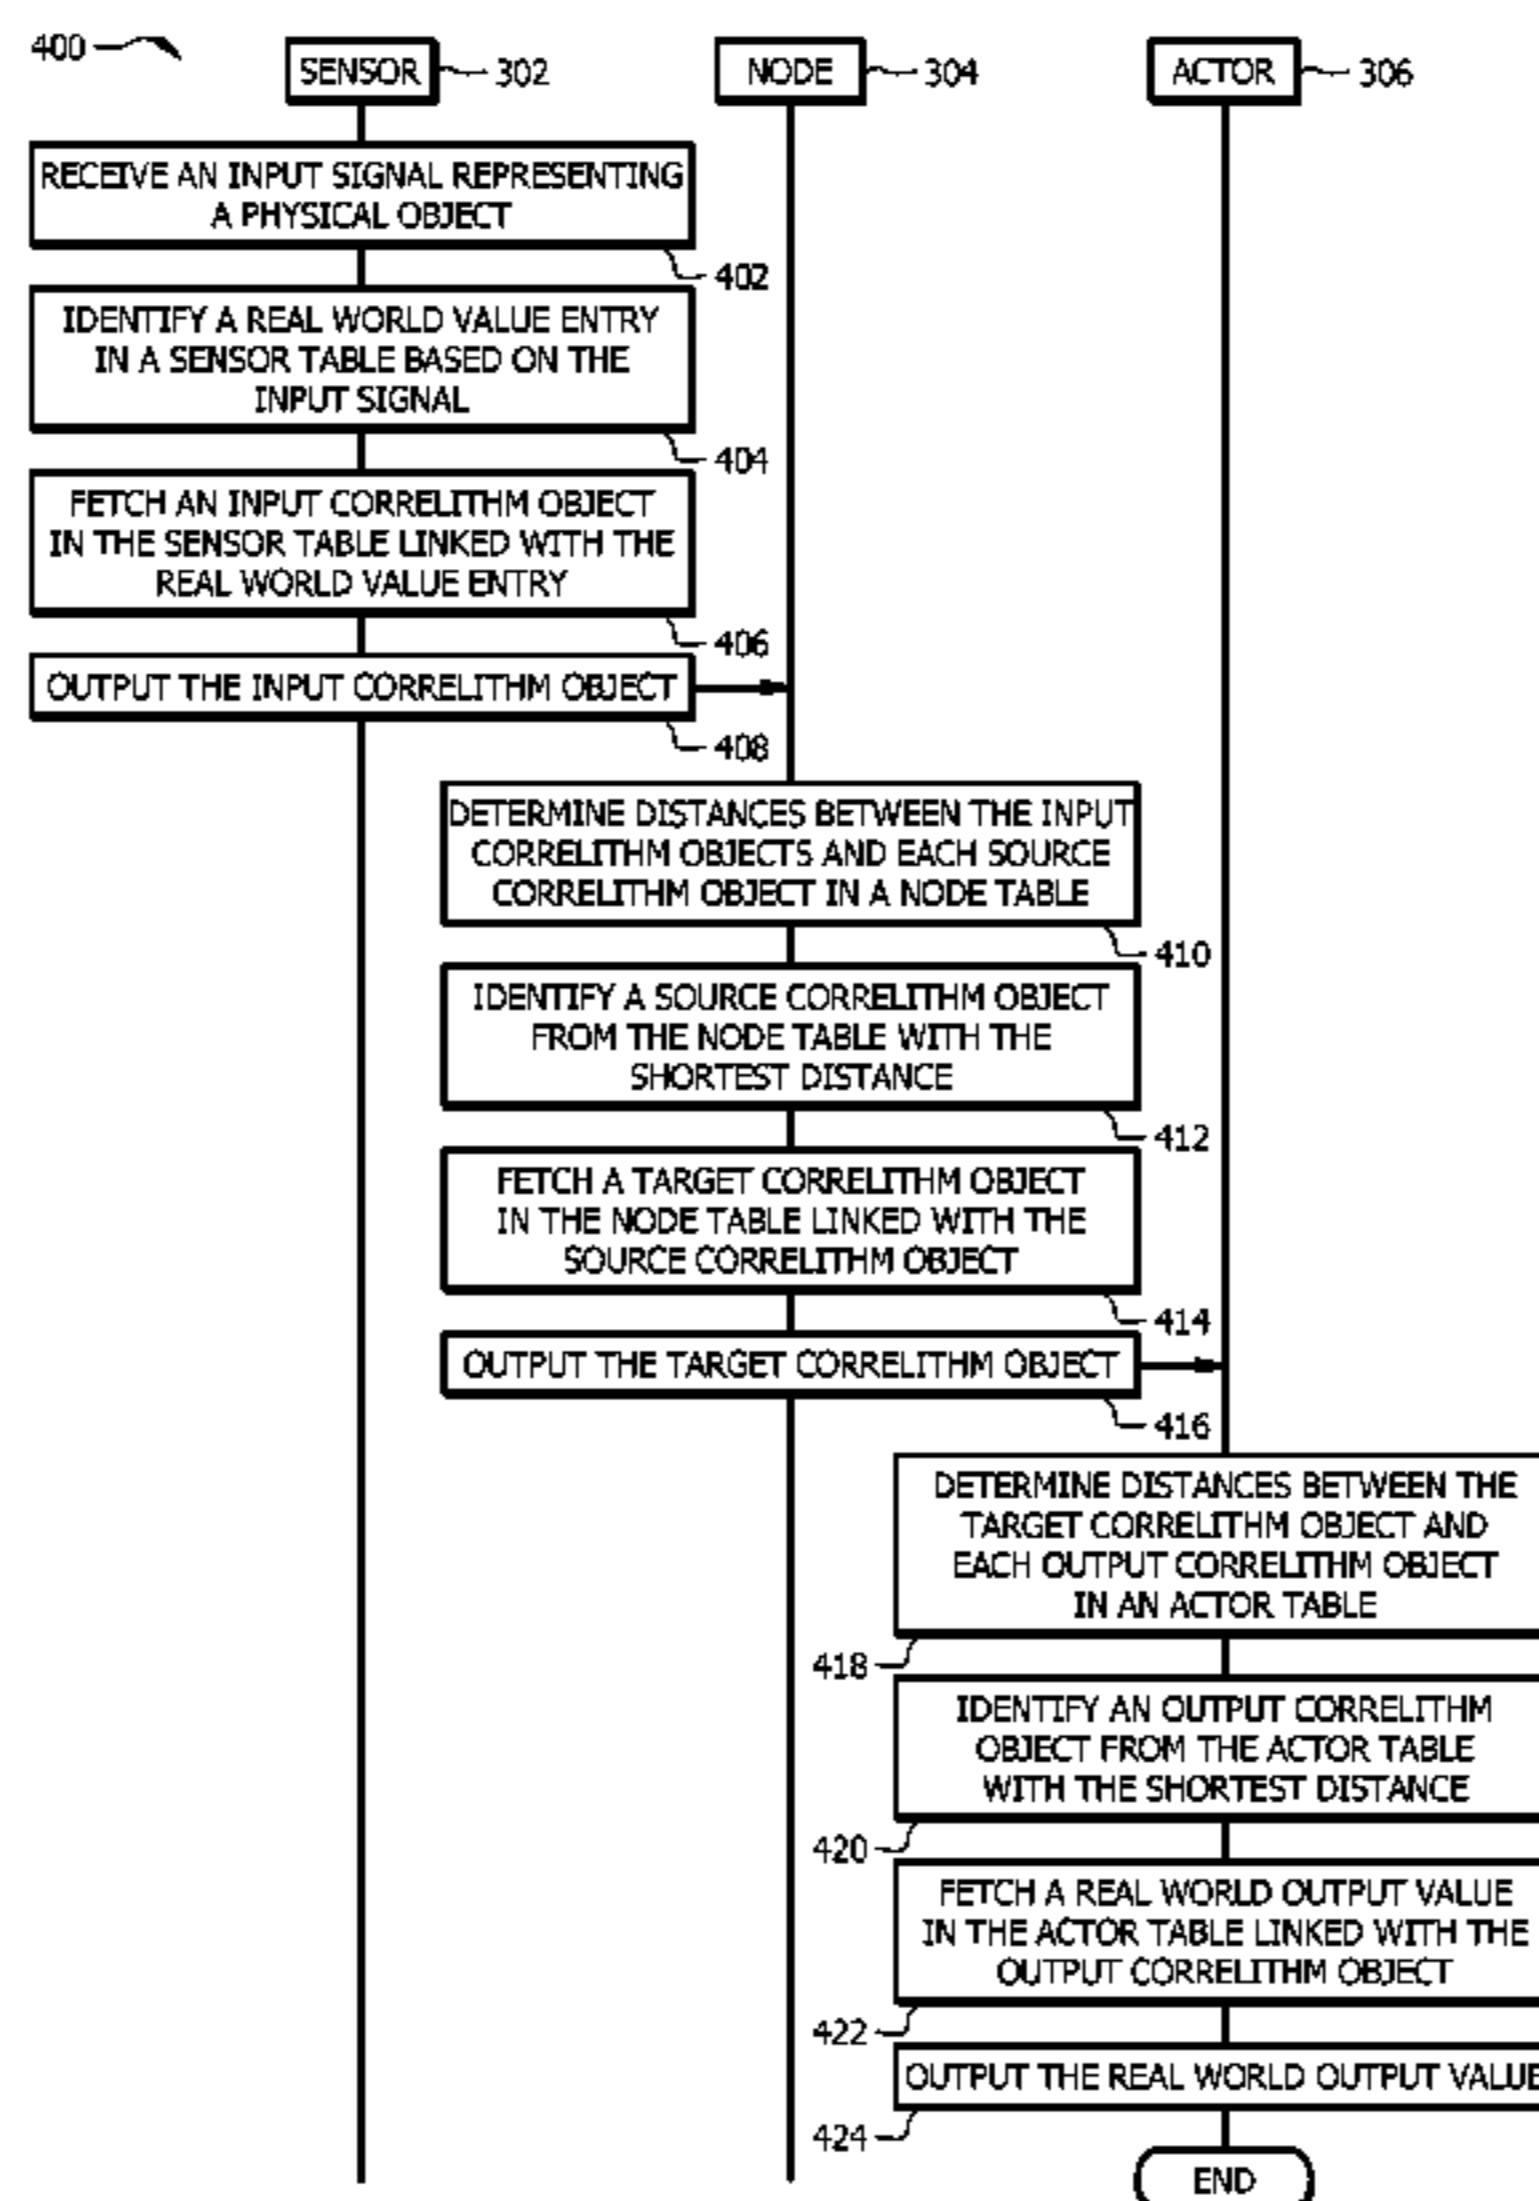 400
SENSOR
302
NODE
304
ACTOR
306
RECEIVE AN INPUT SIGNAL REPRESENTING
A PHYSICAL OBJECT
402
IDENTIFY A REAL WORLD VALUE ENTRY
IN A SENSOR TABLE BASED ON THE
INPUT SIGNAL
404
FETCH AN INPUT CORRELITHM OBJECT
IN THE SENSOR TABLE LINKED WITH THE
REAL WORLD VALUE ENTRY
406
OUTPUT THE INPUT CORRELITHM OBJECT
408
DETERMINE DISTANCES BETWEEN THE INPUT
CORRELITHM OBJECTS AND EACH SOURCE
CORRELITHM OBJECT IN A NODE TABLE
410
IDENTIFY A SOURCE CORRELITHM OBJECT
FROM THE NODE TABLE WITH THE
SHORTEST DISTANCE
412
FETCH A TARGET CORRELITHM OBJECT
IN THE NODE TABLE LINKED WITH THE
SOURCE CORRELITHM OBJECT
414
OUTPUT THE TARGET CORRELITHM OBJECT
416
DETERMINE DISTANCES BETWEEN THE
TARGET CORRELITHM OBJECT AND
EACH OUTPUT CORRELITHM OBJECT
IN AN ACTOR TABLE
418
IDENTIFY AN OUTPUT CORRELITHM
OBJECT FROM THE ACTOR TABLE
WITH THE SHORTEST DISTANCE
420
FETCH A REAL WORLD OUTPUT VALUE
IN THE ACTOR TABLE LINKED WITH THE
OUTPUT CORRELITHM OBJECT
422
OUTPUT THE REAL WORLD OUTPUT VALUE
424
END